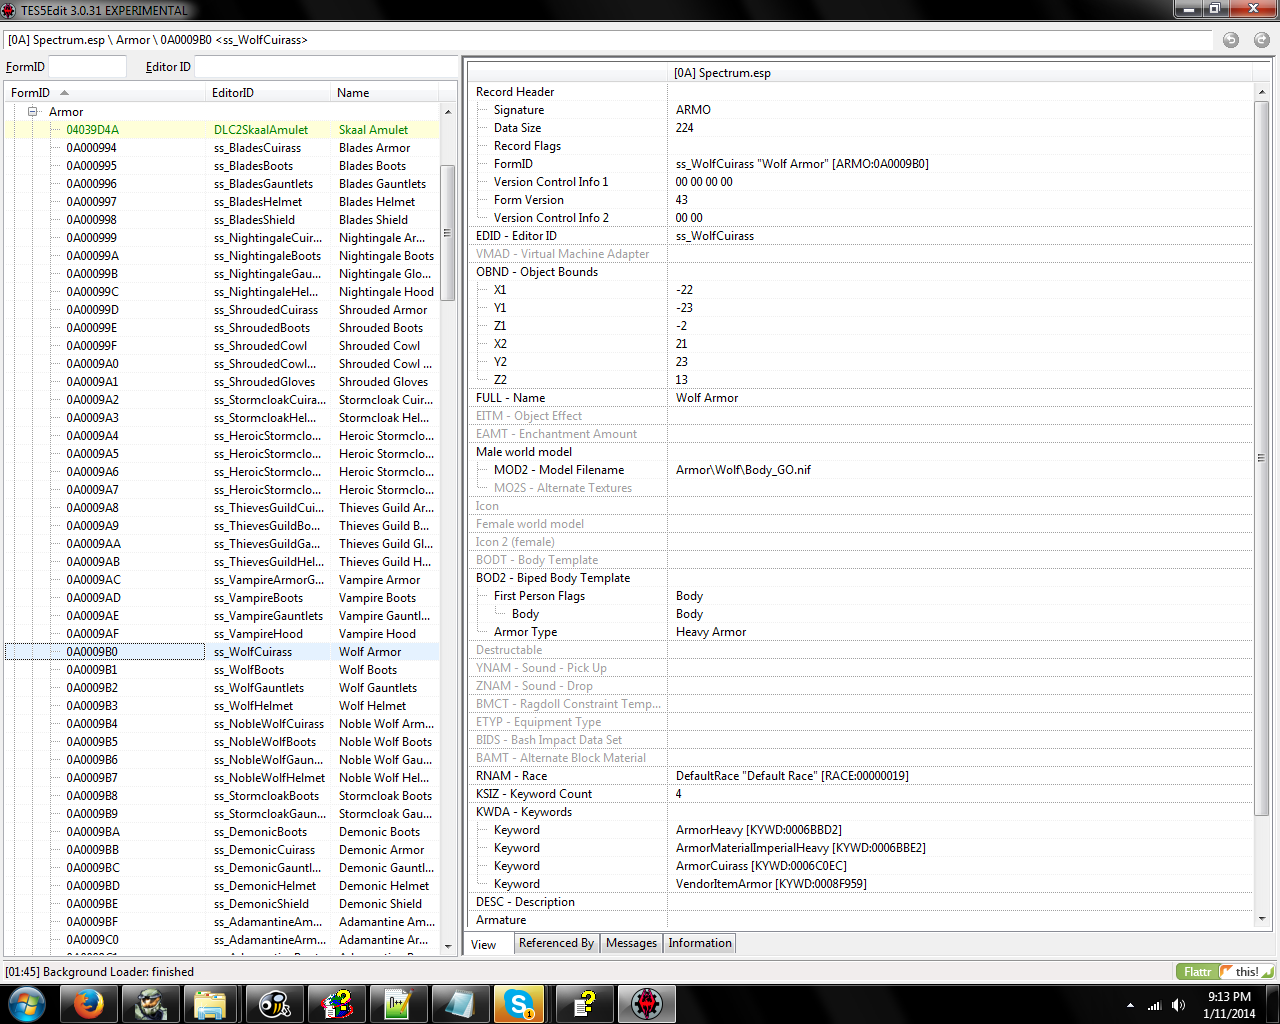 TES5Edit 3.0.31 EXPERIMENTAL
[0A] Spectrum.esp \ Armor \ 0A0009B0 <ss_WolfCuirass>
FormID Editor ID
FormID EditorID Name
Armor
04039D4A DLC2SkaalAmulet Skaal Amulet
0A000994 ss_BladesCuirass Blades Armor
0A000995 ss_BladesBoots Blades Boots
0A000996 ss_BladesGauntlets Blades Gauntlets
0A000997 ss_BladesHelmet Blades Helmet
0A000998 ss_BladesShield Blades Shield
0A000999 ss_NightingaleCuir... Nightingale Ar...
0A00099A ss_NightingaleBoots Nightingale Boots
0A00099B ss_NightingaleGau... Nightingale Glo...
0A00099C ss_NightingaleHel... Nightingale Hood
0A00099D ss_ShroudedCuirass Shrouded Armor
0A00099E ss_ShroudedBoots Shrouded Boots
0A00099F ss_ShroudedCowl Shrouded Cowl
0A0009A0 ss_ShroudedCowl... Shrouded Cowl ...
0A0009A1 ss_ShroudedGloves Shrouded Gloves
0A0009A2 ss_StormcloakCuira... Stormcloak Cuir...
0A0009A3 ss_StormcloakHel... Stormcloak Hel...
0A0009A4 ss_HeroicStormclo... Heroic Stormclo...
0A0009A5 ss_HeroicStormclo... Heroic Stormclo...
0A0009A6 ss_HeroicStormclo... Heroic Stormclo...
0A0009A7 ss_HeroicStormclo... Heroic Stormclo...
0A0009A8 ss_ThievesGuildCui... Thieves Guild Ar...
0A0009A9 ss_ThievesGuildBo... Thieves Guild B...
0A0009AA ss_ThievesGuildGa... Thieves Guild Gl...
0A0009AB ss_ThievesGuildHel... Thieves Guild H...
0A0009AC ss_VampireArmorG... Vampire Armor
0A0009AD ss_VampireBoots Vampire Boots
0A0009AE ss_VampireGauntlets Vampire Gauntl...
0A0009AF ss_VampireHood Vampire Hood
0A0009B0 ss_WolfCuirass Wolf Armor
0A0009B1 ss_WolfBoots Wolf Boots
0A0009B2 ss_WolfGauntlets Wolf Gauntlets
0A0009B3 ss_WolfHelmet Wolf Helmet
0A0009B4 ss_NobleWolfCuirass Noble Wolf Arm...
0A0009B5 ss_NobleWolfBoots Noble Wolf Boots
0A0009B6 ss_NobleWolfGaun... Noble Wolf Gau...
0A0009B7 ss_NobleWolfHelmet Noble Wolf Hel...
0A0009B8 ss_StormcloakBoots Stormcloak Boots
0A0009B9 ss_StormcloakGaun... Stormcloak Gau...
0A0009BA ss_DemonicBoots Demonic Boots
0A0009BB ss_DemonicCuirass Demonic Armor
0A0009BC ss_DemonicGauntl... Demonic Gauntl...
0A0009BD ss_DemonicHelmet Demonic Helmet
0A0009BE ss_DemonicShield Demonic Shield
0A0009BF ss_AdamantineAm... Adamantine Am...
0A0009C0 ss_AdamantineArm... Adamantine Ar...
[0A] Spectrum.esp
Record Header
Signature ARMO
Data Size 224
Record Flags
FormID ss_WolfCuirass "Wolf Armor" [ARMO:0A0009B0]
Version Control Info 1 00 00 00 00
Form Version 43
Version Control Info 2 00 00
EDID - Editor ID ss_WolfCuirass
VMAD - Virtual Machine Adapter
OBND - Object Bounds
X1 -22
Y1 -23
Z1 -2
X2 21
Y2 23
Z2 13
FULL - Name Wolf Armor
EITM - Object Effect
EAMT - Enchantment Amount
Male world model
MOD2 - Model Filename Armor\Wolf\Body_GO.nif
MO2S - Alternate Textures
Icon
Female world model
Icon 2 (female)
BODT - Body Template
BOD2 - Biped Body Template
First Person Flags Body
Body Body
Armor Type Heavy Armor
Destructable
YNAM - Sound - Pick Up
ZNAM - Sound - Drop
BMCT - Ragdoll Constraint Temp...
ETYP - Equipment Type
BIDS - Bash Impact Data Set
BAMT - Alternate Block Material
RNAM - Race DefaultRace "Default Race" [RACE:00000019]
KSIZ - Keyword Count 4
KWDA - Keywords
Keyword ArmorHeavy [KYWD:0006BBD2]
Keyword ArmorMaterialImperialHeavy [KYWD:0006BBE2]
Keyword ArmorCuirass [KYWD:0006C0EC]
Keyword VendorItemArmor [KYWD:0008F959]
DESC - Description
Armature
View Referenced By Messages Information
[01:45] Background Loader: finished
Flattr this!
9:13 PM
1/11/2014